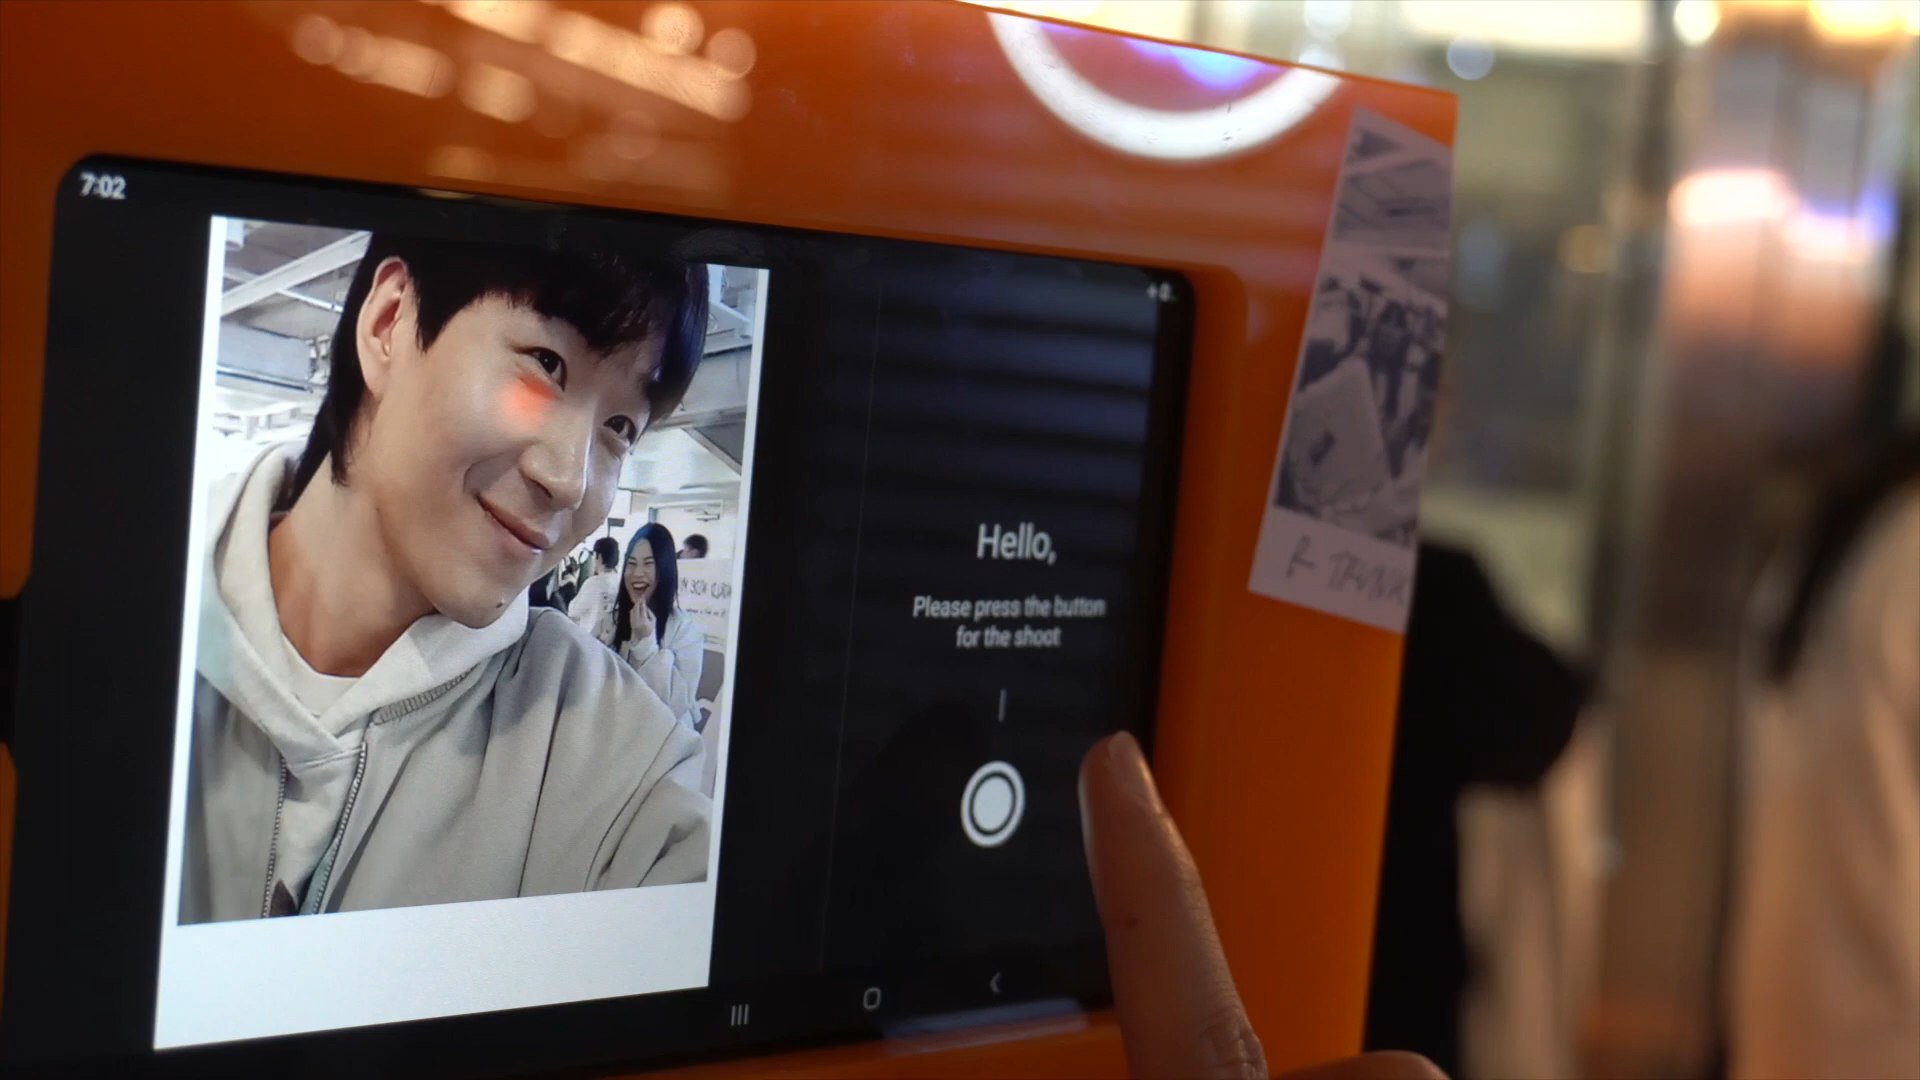 7:02
Hello,
Please press the button
for the shoot